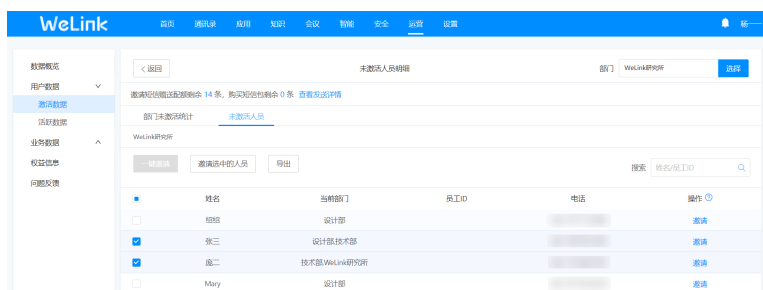 WeLink 首页 通讯录 应用 知识 会议 智能 安全 运营 设置 杨
数据概览
用户数据
激活数据
活跃数据
业务数据
权益信息
问题反馈
< 返回 未激活人员明细 部门 WeLink研究所 选择
邀请短信赠送配额剩余 14 条, 购买短信包剩余 0 条 查看发送详情
部门未激活统计 未激活人员
WeLink研究所
一键邀请 邀请选中的人员 导出 搜索 姓名/员工ID
姓名 当前部门 员工ID 电话 操作
设计部 邀请
张三 设计部,技术部 邀请
庞二 技术部,WeLink研究所 邀请
Mary 设计部 邀请